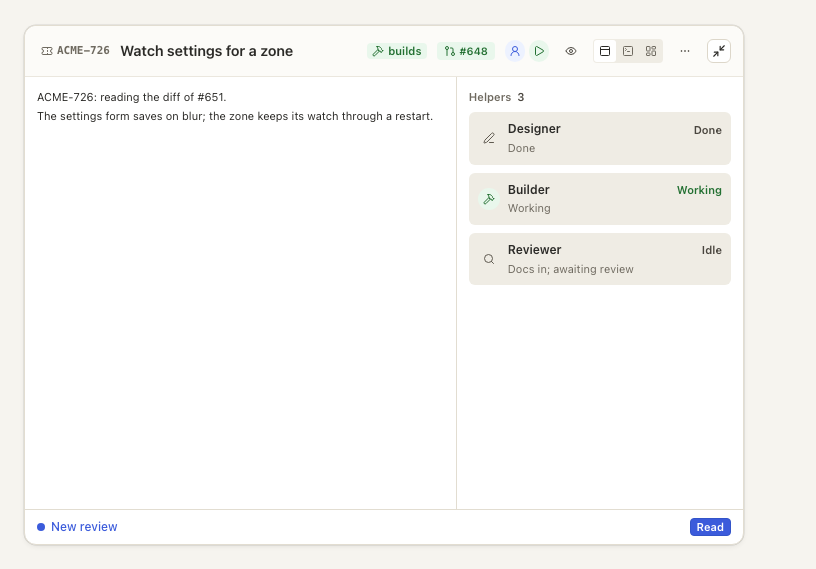 ACME-726 Watch settings for a zone builds #648
ACME-726: reading the diff of #651.
The settings form saves on blur; the zone keeps its watch through a restart.
Helpers 3
Designer Done
Done
Builder Working
Working
Reviewer Idle
Docs in; awaiting review
New review Read